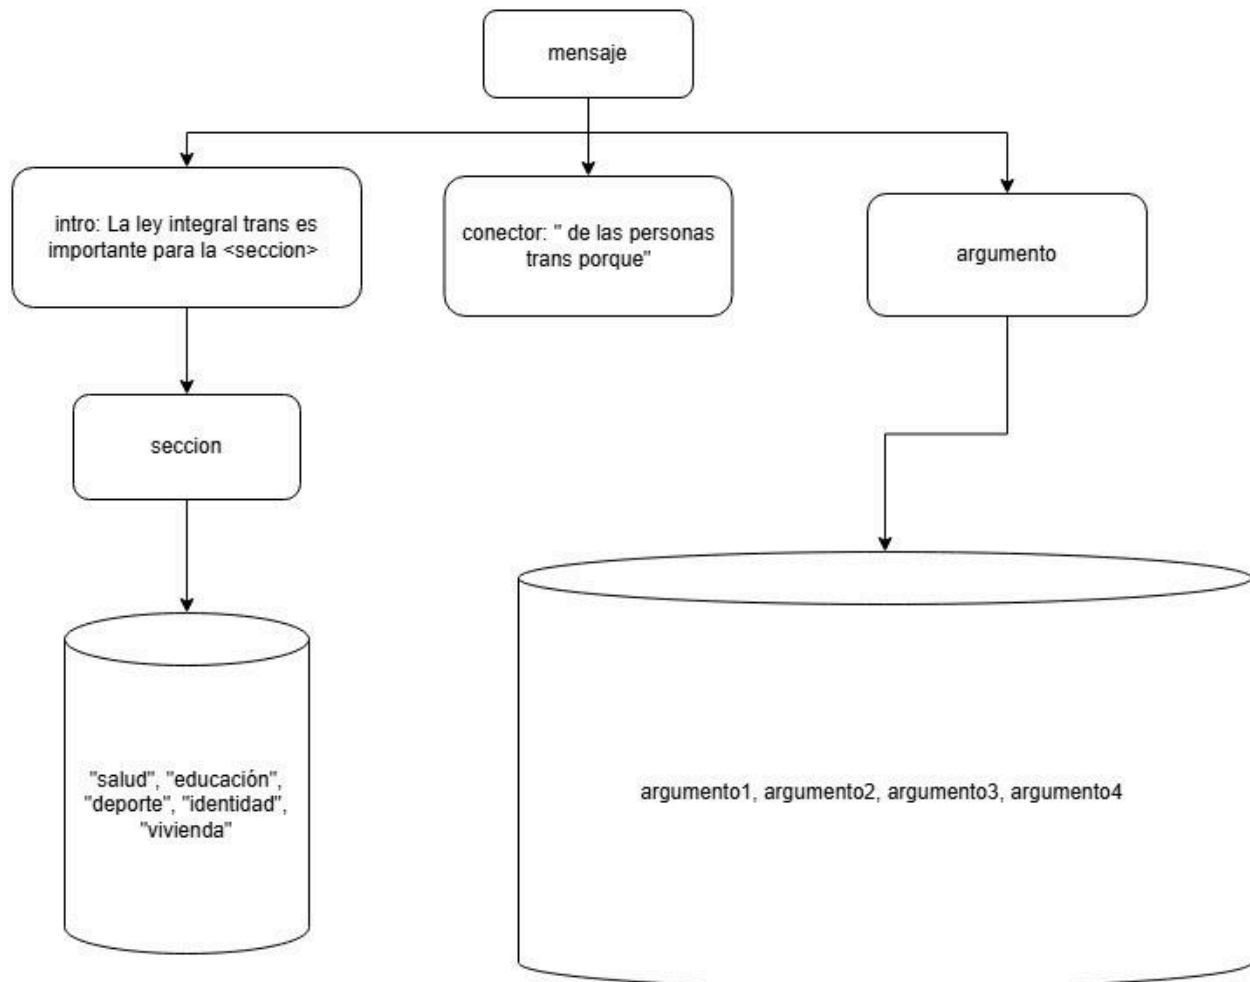 mensaje
intro: La ley integral trans es
importante para la <seccion>
conector: " de las personas
trans porque"
argumento
seccion
"salud", "educación",
"deporte", "identidad",
"vivienda"
argumento1, argumento2, argumento3, argumento4